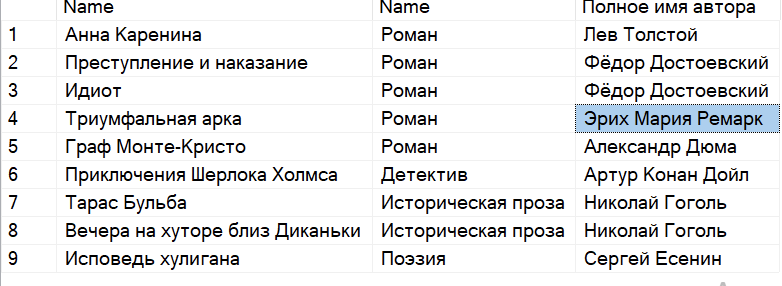 Name Name Полное имя автора
1 Анна Каренина Роман Лев Толстой
2 Преступление и наказание Роман Фёдор Достоевский
3 Идиот Роман Фёдор Достоевский
4 Триумфальная арка Роман Эрих Мария Ремарк
5 Граф Монте-Кристо Роман Александр Дюма
6 Приключения Шерлока Холмса Детектив Артур Конан Дойл
7 Тарас Бульба Историческая проза Николай Гоголь
8 Вечера на хуторе близ Диканьки Историческая проза Николай Гоголь
9 Исповедь хулигана Поэзия Сергей Есенин